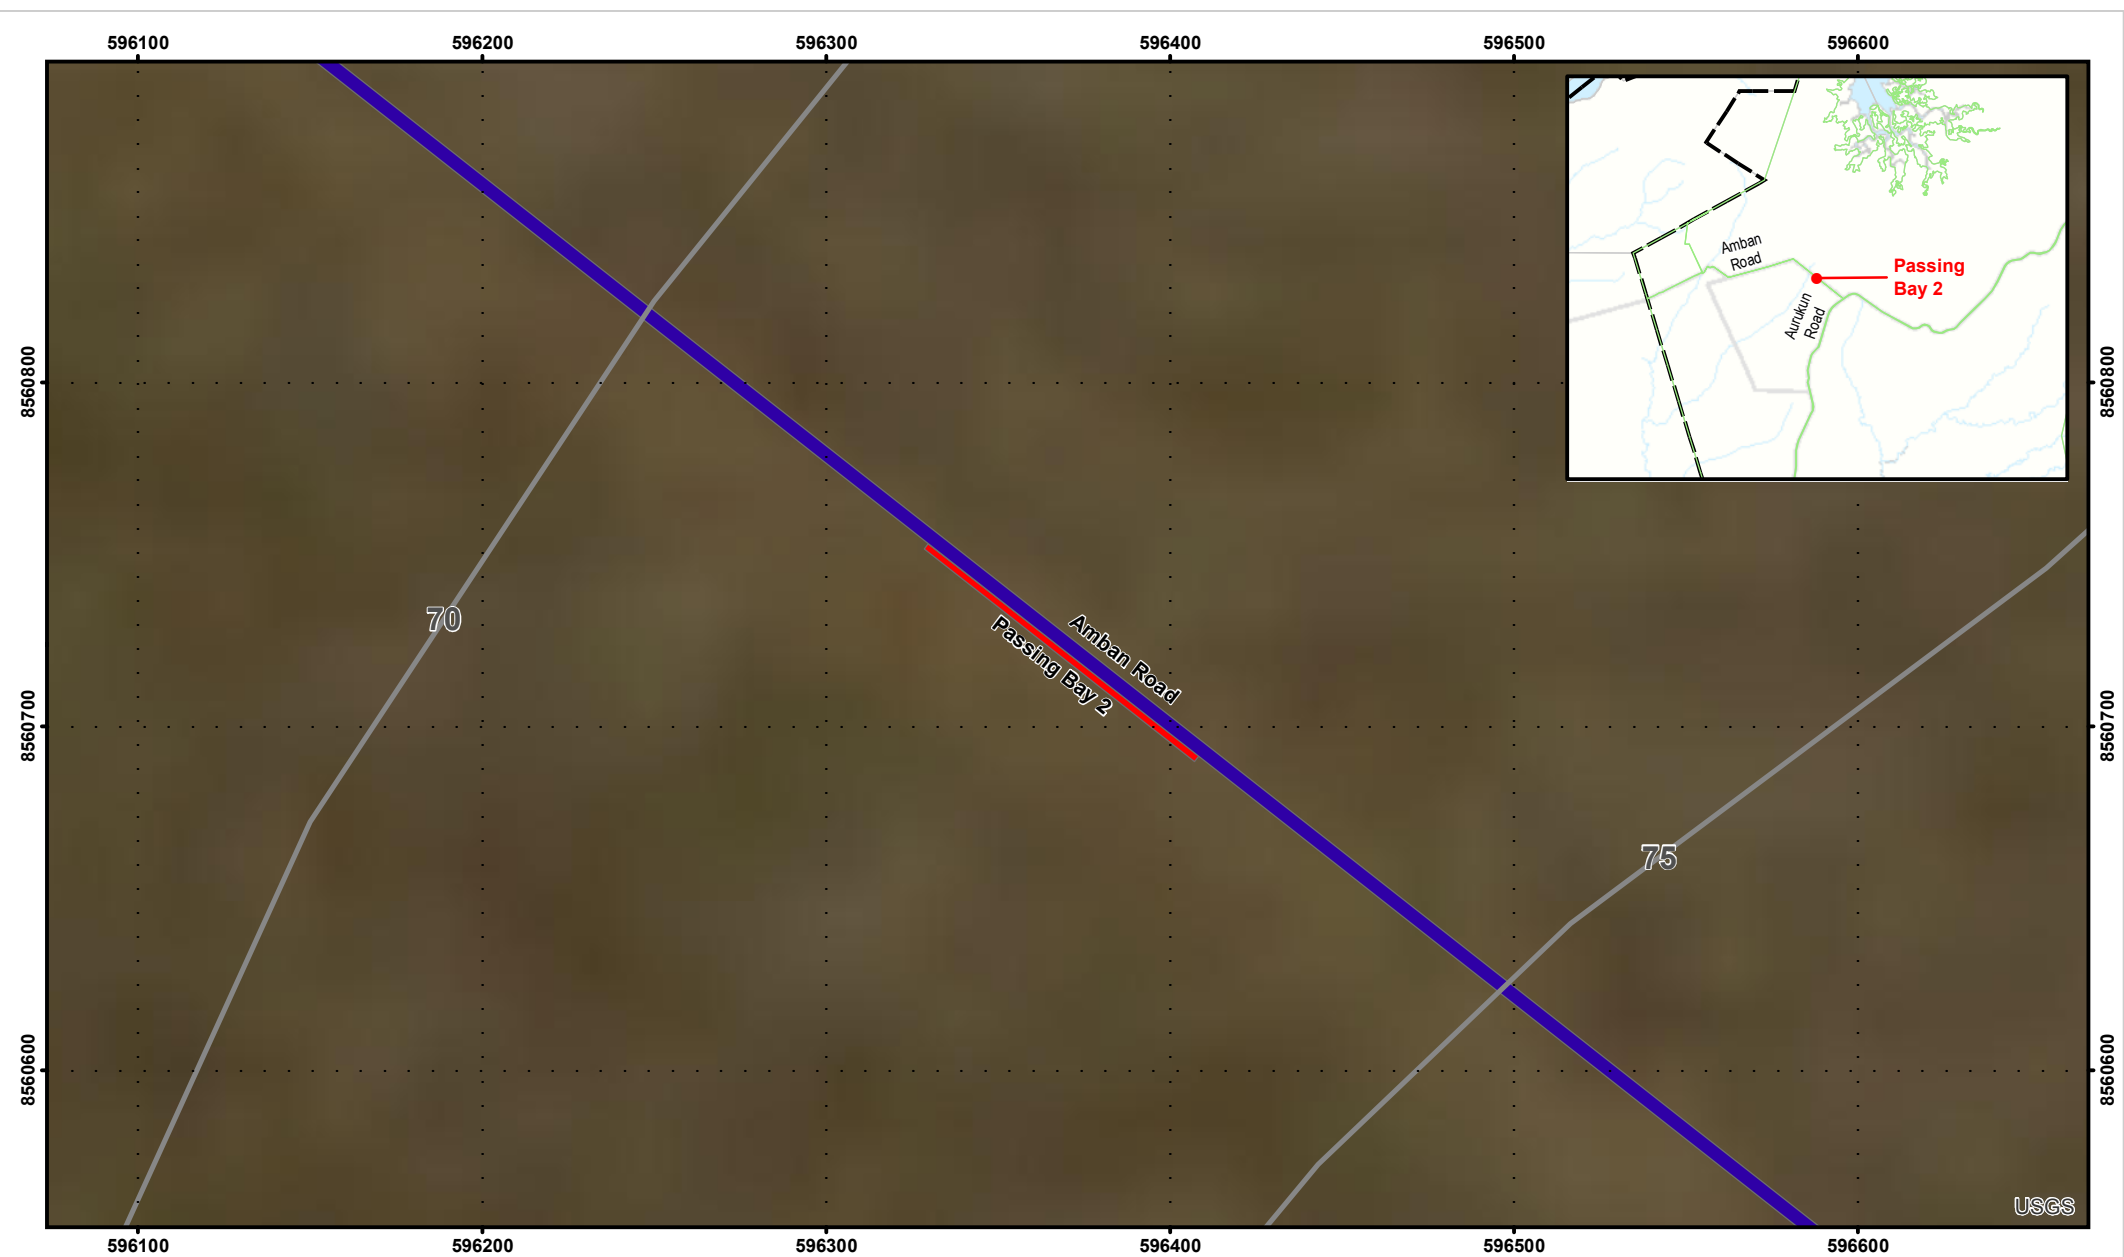 596100 596200 596300 596400 596500 596600
Amban
Road
Passing
Bay 2
Aurukun
Road
8560800 8560800
70
Amban Road
Passing Bay 2
8560700 8560700
75
8560600 8560600
USGS
596100 596200 596300 596400 596500 596600